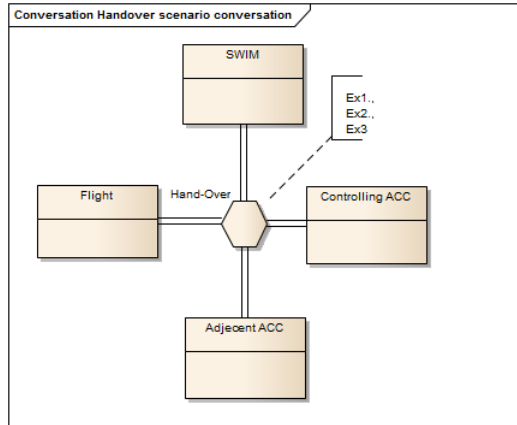 Conversation Handover scenario conversation
SWIM
Ex1.,
Ex2.,
Ex3
Flight
Hand-Over
Controlling ACC
Adjecent ACC